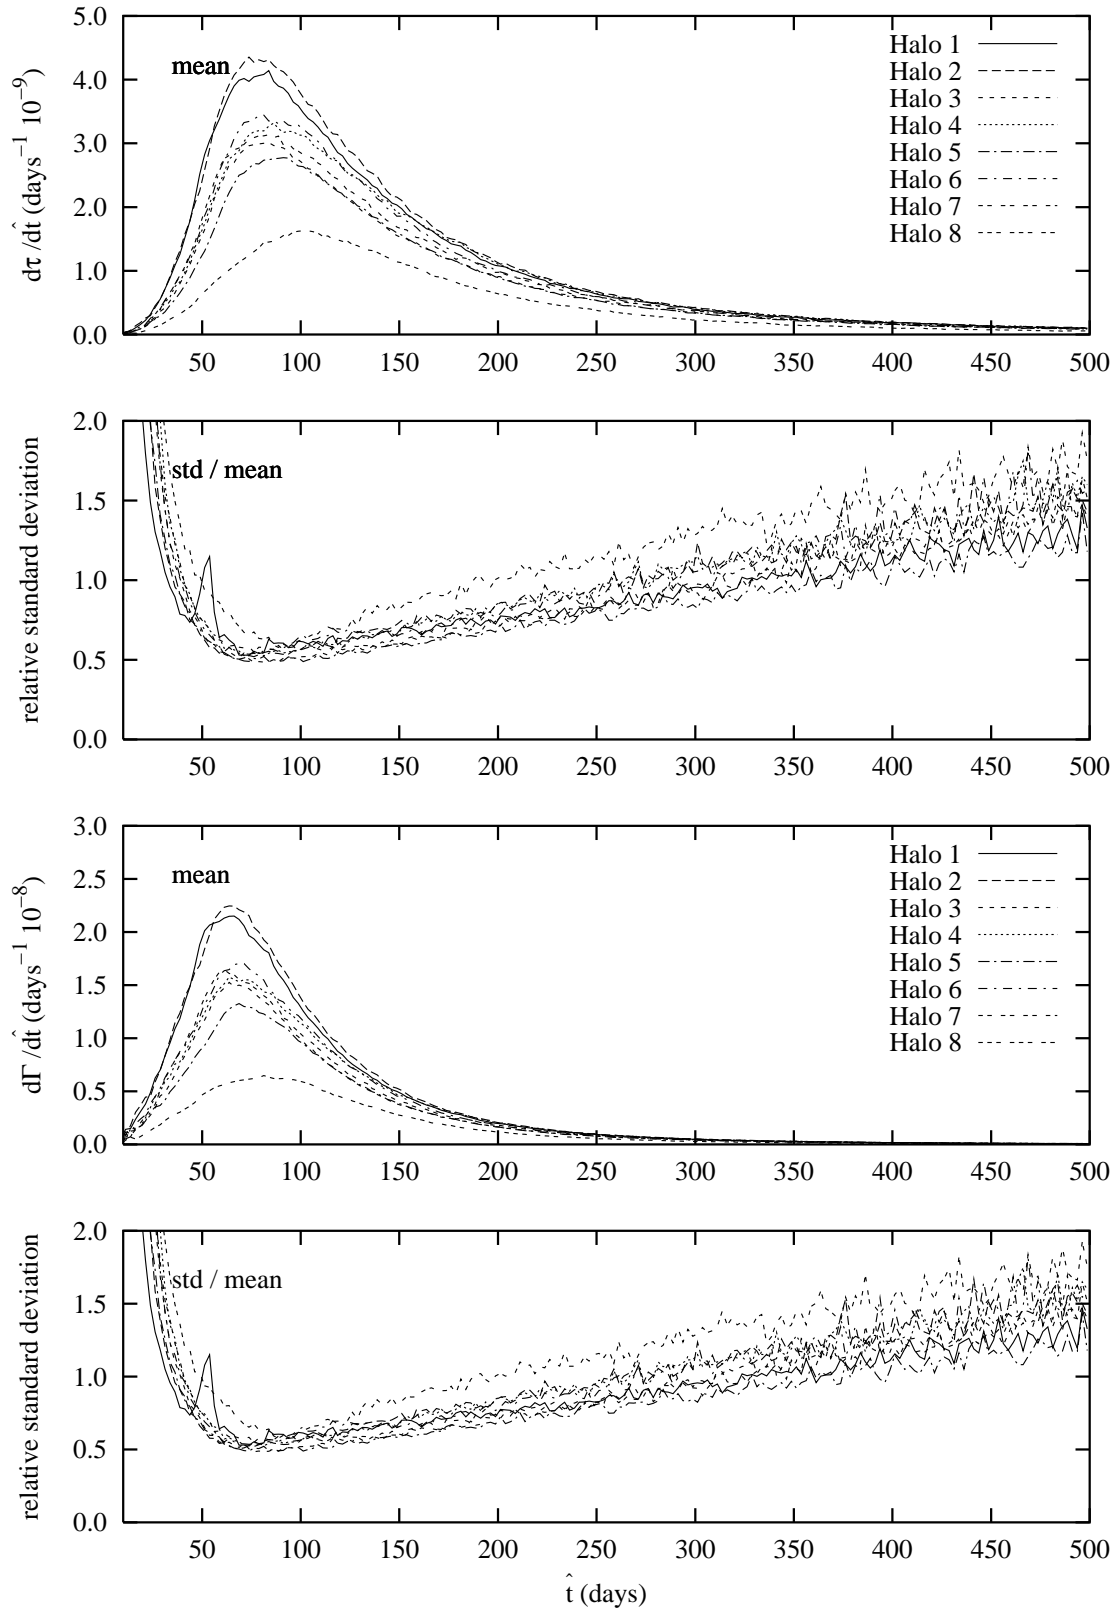 5.0
4.0
3.0
2.0
1.0
0.0
dτ /dt̂ (days⁻¹ 10⁻⁹)
mean
Halo 1
Halo 2
Halo 3
Halo 4
Halo 5
Halo 6
Halo 7
Halo 8
50 100 150 200 250 300 350 400 450 500
2.0
1.5
1.0
0.5
0.0
relative standard deviation
std / mean
50 100 150 200 250 300 350 400 450 500
3.0
2.5
2.0
1.5
1.0
0.5
0.0
dΓ /dt̂ (days⁻¹ 10⁻⁸)
mean
Halo 1
Halo 2
Halo 3
Halo 4
Halo 5
Halo 6
Halo 7
Halo 8
50 100 150 200 250 300 350 400 450 500
2.0
1.5
1.0
0.5
0.0
relative standard deviation
std / mean
50 100 150 200 250 300 350 400 450 500
t̂ (days)